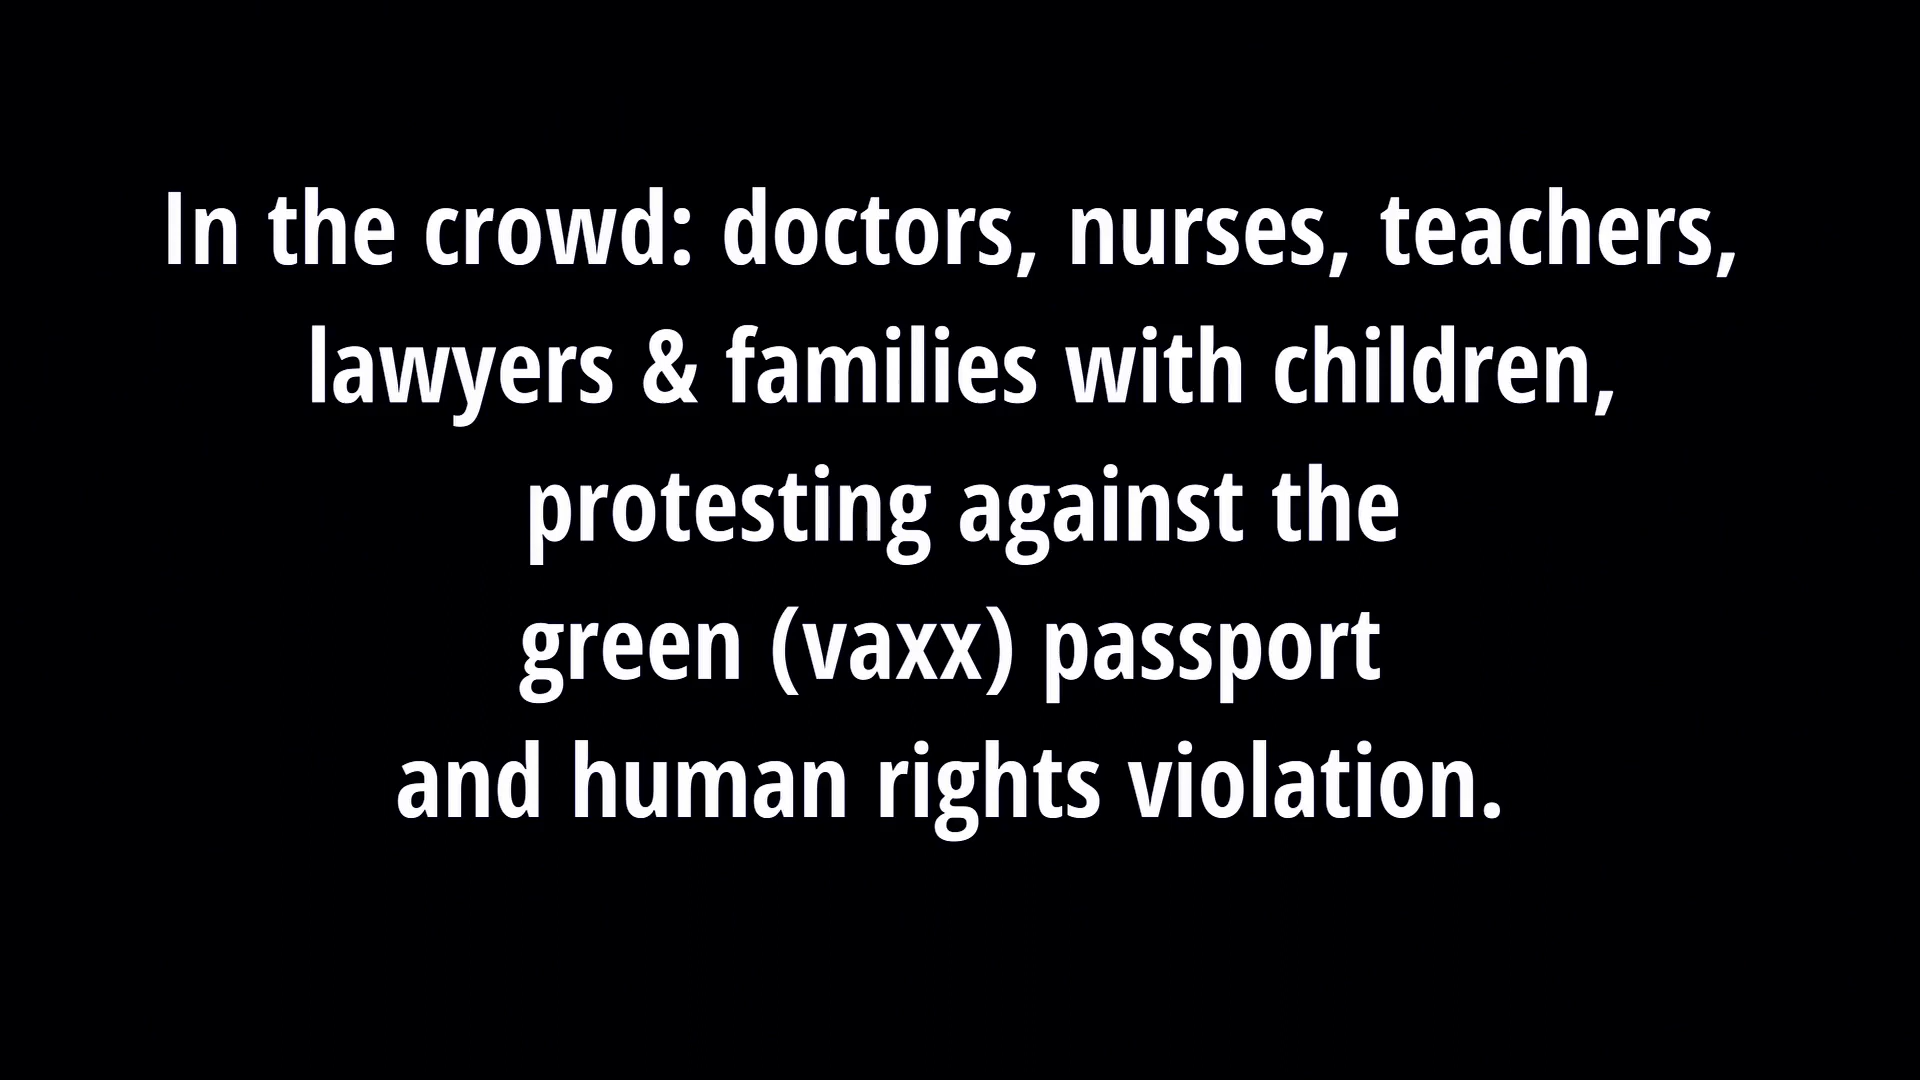 In the crowd: doctors, nurses, teachers,
lawyers & families with children,
protesting against the
green (vaxx) passport
and human rights violation.